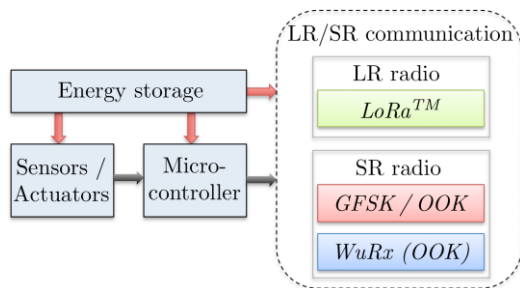 LR/SR communication
LR radio
LoRa™
Energy storage
Sensors /
Actuators
Micro-
controller
SR radio
GFSK / OOK
WuRx (OOK)